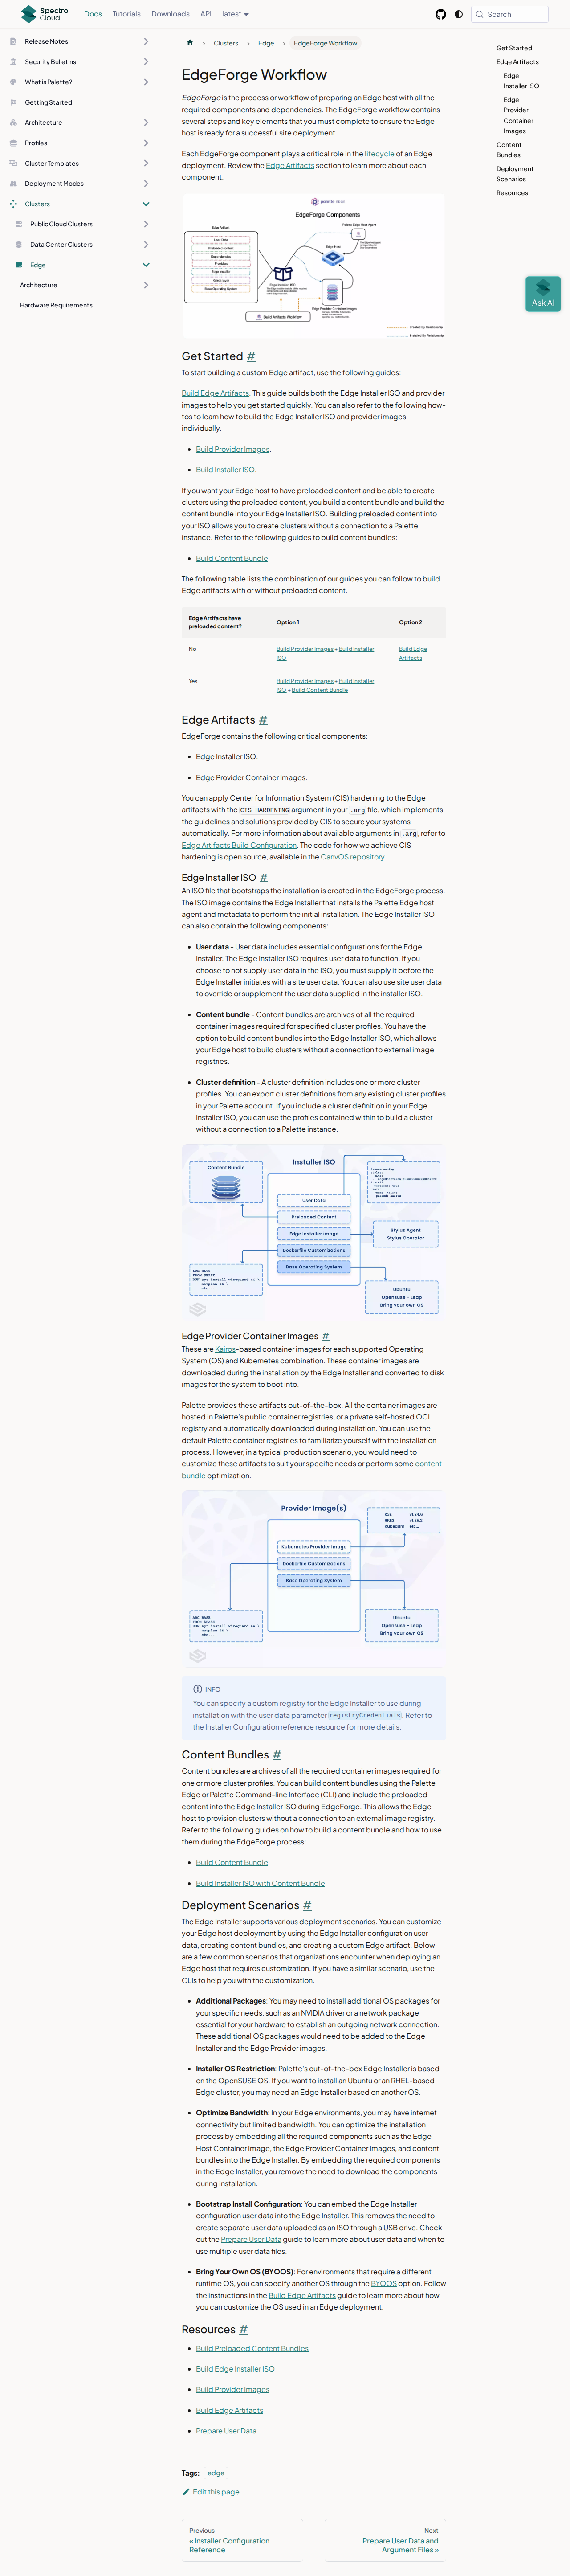 Spectro Cloud
Docs
Tutorials
Downloads
API
latest
Search
Release Notes
Security Bulletins
What is Palette?
Getting Started
Architecture
Profiles
Cluster Templates
Deployment Modes
Clusters
Public Cloud Clusters
Data Center Clusters
Edge
Architecture
Hardware Requirements
Clusters
Edge
EdgeForge Workflow
EdgeForge Workflow
EdgeForge is the process or workflow of preparing an Edge host with all the
required components and dependencies. The EdgeForge workflow contains
several steps and key elements that you must complete to ensure the Edge
host is ready for a successful site deployment.
Each EdgeForge component plays a critical role in the lifecycle of an Edge
deployment. Review the Edge Artifacts section to learn more about each
component.
palette EDGE
EdgeForge Components
Edge Artifact
User Data
Preloaded content
Dependencies
Providers
Edge Installer
Kairos layer
Base Operating System
Palette Edge Host Agent
Edge Host
Edge Installer - ISO
Edge Provider Container Images
Build Artifacts Workflow
Created By Relationship
Installed By Relationship
Get Started #
To start building a custom Edge artifact, use the following guides:
Build Edge Artifacts. This guide builds both the Edge Installer ISO and provider
images to help you get started quickly. You can also refer to the following how-
tos to learn how to build the Edge Installer ISO and provider images
individually.
Build Provider Images.
Build Installer ISO.
If you want your Edge host to have preloaded content and be able to create
clusters using the preloaded content, you build a content bundle and build the
content bundle into your Edge Installer ISO. Building preloaded content into
your ISO allows you to create clusters without a connection to a Palette
instance. Refer to the following guides to build content bundles:
Build Content Bundle
The following table lists the combination of our guides you can follow to build
Edge artifacts with or without preloaded content.
Edge Artifacts have preloaded content?
Option 1
Option 2
No
Build Provider Images + Build Installer ISO
Build Edge Artifacts
Yes
Build Provider Images + Build Installer ISO + Build Content Bundle
Edge Artifacts #
EdgeForge contains the following critical components:
Edge Installer ISO.
Edge Provider Container Images.
You can apply Center for Information System (CIS) hardening to the Edge
artifacts with the CIS_HARDENING argument in your .arg file, which implements
the guidelines and solutions provided by CIS to secure your systems
automatically. For more information about available arguments in .arg, refer to
Edge Artifacts Build Configuration. The code for how we achieve CIS
hardening is open source, available in the CanvOS repository.
Edge Installer ISO #
An ISO file that bootstraps the installation is created in the EdgeForge process.
The ISO image contains the Edge Installer that installs the Palette Edge host
agent and metadata to perform the initial installation. The Edge Installer ISO
can also contain the following components:
User data - User data includes essential configurations for the Edge
Installer. The Edge Installer ISO requires user data to function. If you
choose to not supply user data in the ISO, you must supply it before the
Edge Installer initiates with a site user data. You can also use site user data
to override or supplement the user data supplied in the installer ISO.
Content bundle - Content bundles are archives of all the required
container images required for specified cluster profiles. You have the
option to build content bundles into the Edge Installer ISO, which allows
your Edge host to build clusters without a connection to external image
registries.
Cluster definition - A cluster definition includes one or more cluster
profiles. You can export cluster definitions from any existing cluster profiles
in your Palette account. If you include a cluster definition in your Edge
Installer ISO, you can use the profiles contained within to build a cluster
without a connection to a Palette instance.
Content Bundle
Installer ISO
User Data
Preloaded Content
Edge Installer Image
Dockerfile Customizations
Base Operating System
Stylus Agent
Stylus Operator
ARG BASE
FROM $BASE
RUN apt install wireguard sa \
Ubuntu
Opensuse - Leap
Bring your own OS
Edge Provider Container Images #
These are Kairos-based container images for each supported Operating
System (OS) and Kubernetes combination. These container images are
downloaded during the installation by the Edge Installer and converted to disk
images for the system to boot into.
Palette provides these artifacts out-of-the-box. All the container images are
hosted in Palette's public container registries, or a private self-hosted OCI
registry and automatically downloaded during installation. You can use the
default Palette container registries to familiarize yourself with the installation
process. However, in a typical production scenario, you would need to
customize these artifacts to suit your specific needs or perform some content
bundle optimization.
Provider Image(s)
K3s v1.24.6
RKE2 v1.25.2
Kubeadm etc...
Kubernetes Provider Image
Dockerfile Customizations
Base Operating System
ARG BASE
FROM $BASE
RUN apt install wireguard sa \
Ubuntu
Opensuse - Leap
Bring your own OS
INFO
You can specify a custom registry for the Edge Installer to use during
installation with the user data parameter registryCredentials. Refer to
the Installer Configuration reference resource for more details.
Content Bundles #
Content bundles are archives of all the required container images required for
one or more cluster profiles. You can build content bundles using the Palette
Edge or Palette Command-line Interface (CLI) and include the preloaded
content into the Edge Installer ISO during EdgeForge. This allows the Edge
host to provision clusters without a connection to an external image registry.
Refer to the following guides on how to build a content bundle and how to use
them during the EdgeForge process:
Build Content Bundle
Build Installer ISO with Content Bundle
Deployment Scenarios #
The Edge Installer supports various deployment scenarios. You can customize
your Edge host deployment by using the Edge Installer configuration user
data, creating content bundles, and creating a custom Edge artifact. Below
are a few common scenarios that organizations encounter when deploying an
Edge host that requires customization. If you have a similar scenario, use the
CLIs to help you with the customization.
Additional Packages: You may need to install additional OS packages for
your specific needs, such as an NVIDIA driver or a network package
essential for your hardware to establish an outgoing network connection.
These additional OS packages would need to be added to the Edge
Installer and the Edge Provider images.
Installer OS Restriction: Palette's out-of-the-box Edge Installer is based
on the OpenSUSE OS. If you want to install an Ubuntu or an RHEL-based
Edge cluster, you may need an Edge Installer based on another OS.
Optimize Bandwidth: In your Edge environments, you may have internet
connectivity but limited bandwidth. You can optimize the installation
process by embedding all the required components such as the Edge
Host Container Image, the Edge Provider Container Images, and content
bundles into the Edge Installer. By embedding the required components
in the Edge Installer, you remove the need to download the components
during installation.
Bootstrap Install Configuration: You can embed the Edge Installer
configuration user data into the Edge Installer. This removes the need to
create separate user data uploaded as an ISO through a USB drive. Check
out the Prepare User Data guide to learn more about user data and when to
use multiple user data files.
Bring Your Own OS (BYOOS): For environments that require a different
runtime OS, you can specify another OS through the BYOOS option. Follow
the instructions in the Build Edge Artifacts guide to learn more about how
you can customize the OS used in an Edge deployment.
Resources #
Build Preloaded Content Bundles
Build Edge Installer ISO
Build Provider Images
Build Edge Artifacts
Prepare User Data
Tags: edge
Edit this page
Previous
« Installer Configuration Reference
Next
Prepare User Data and Argument Files »
Get Started
Edge Artifacts
Edge Installer ISO
Edge Provider Container Images
Content Bundles
Deployment Scenarios
Resources
Ask AI